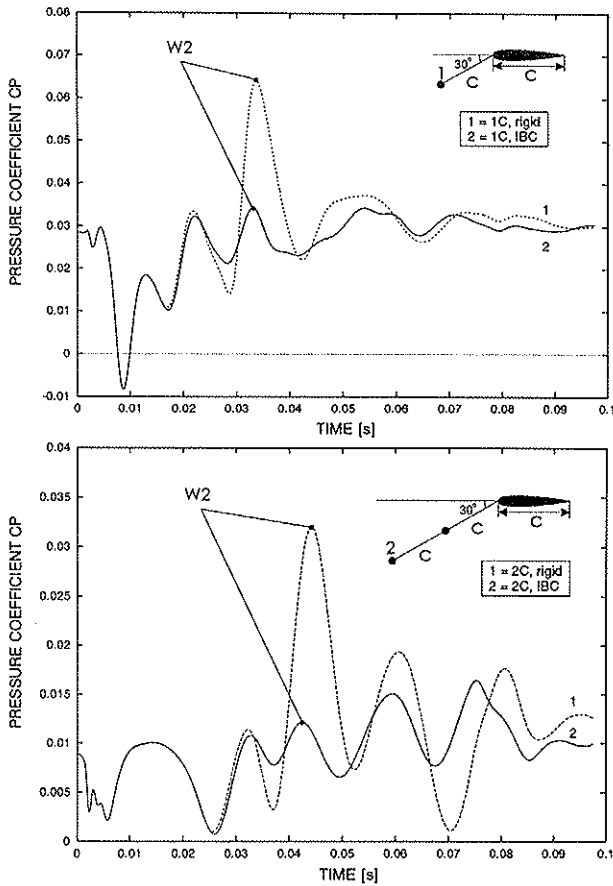 0.08
0.07
0.06
0.05
0.04
0.03
0.02
0.01
0
-0.01
PRESSURE COEFFICIENT CP
W2
30°
1
C
C
1 = 1C, rigid
2 = 1C, IBC
1
2
0 0.01 0.02 0.03 0.04 0.05 0.06 0.07 0.08 0.09 0.1
TIME [s]
0.04
0.035
0.03
0.025
0.02
0.015
0.01
0.005
0
PRESSURE COEFFICIENT CP
W2
30°
2
C
C
C
1 = 2C, rigid
2 = 2C, IBC
1
2
0 0.01 0.02 0.03 0.04 0.05 0.06 0.07 0.08 0.09 0.1
TIME [s]